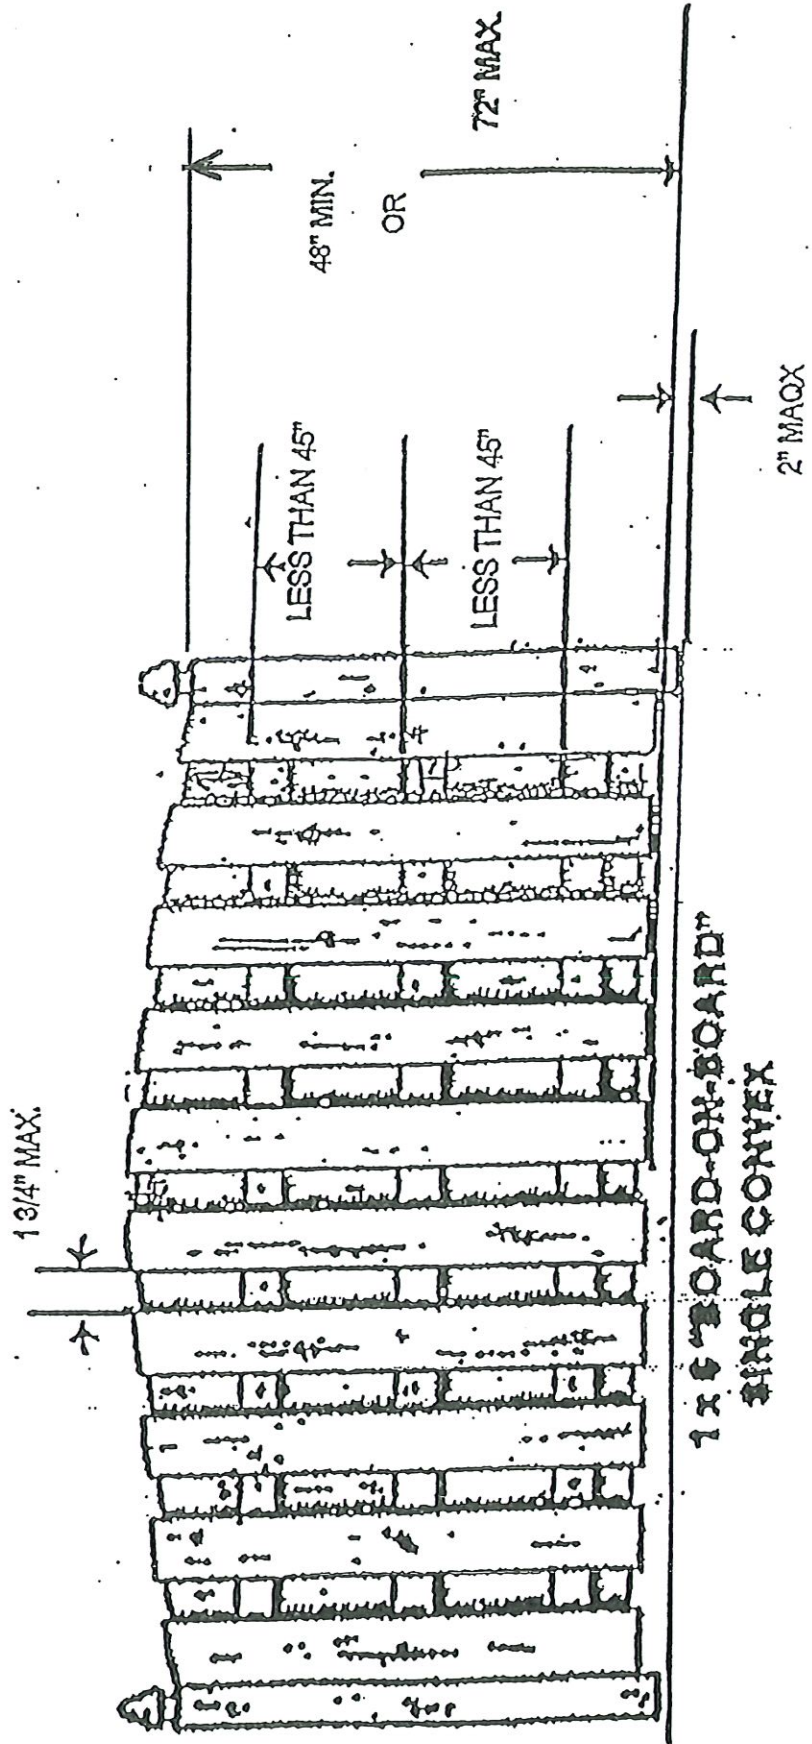 1 3/4" MAX.
48" MIN.
OR
72" MAX.
LESS THAN 45"
LESS THAN 45"
2" MAQX
1 x 6 "BOARD-ON-BOARD"
SINGLE CONVEX